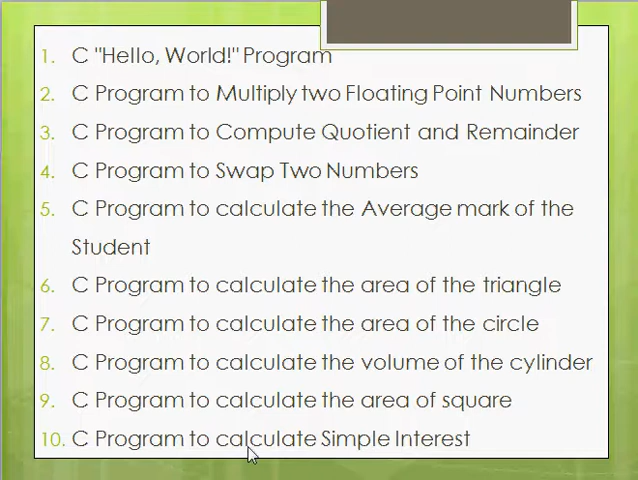 1. C "Hello, World!" Program
2. C Program to Multiply two Floating Point Numbers
3. C Program to Compute Quotient and Remainder
4. C Program to Swap Two Numbers
5. C Program to calculate the Average mark of the
Student
6. C Program to calculate the area of the triangle
7. C Program to calculate the area of the circle
8. C Program to calculate the volume of the cylinder
9. C Program to calculate the area of square
10. C Program to calculate Simple Interest